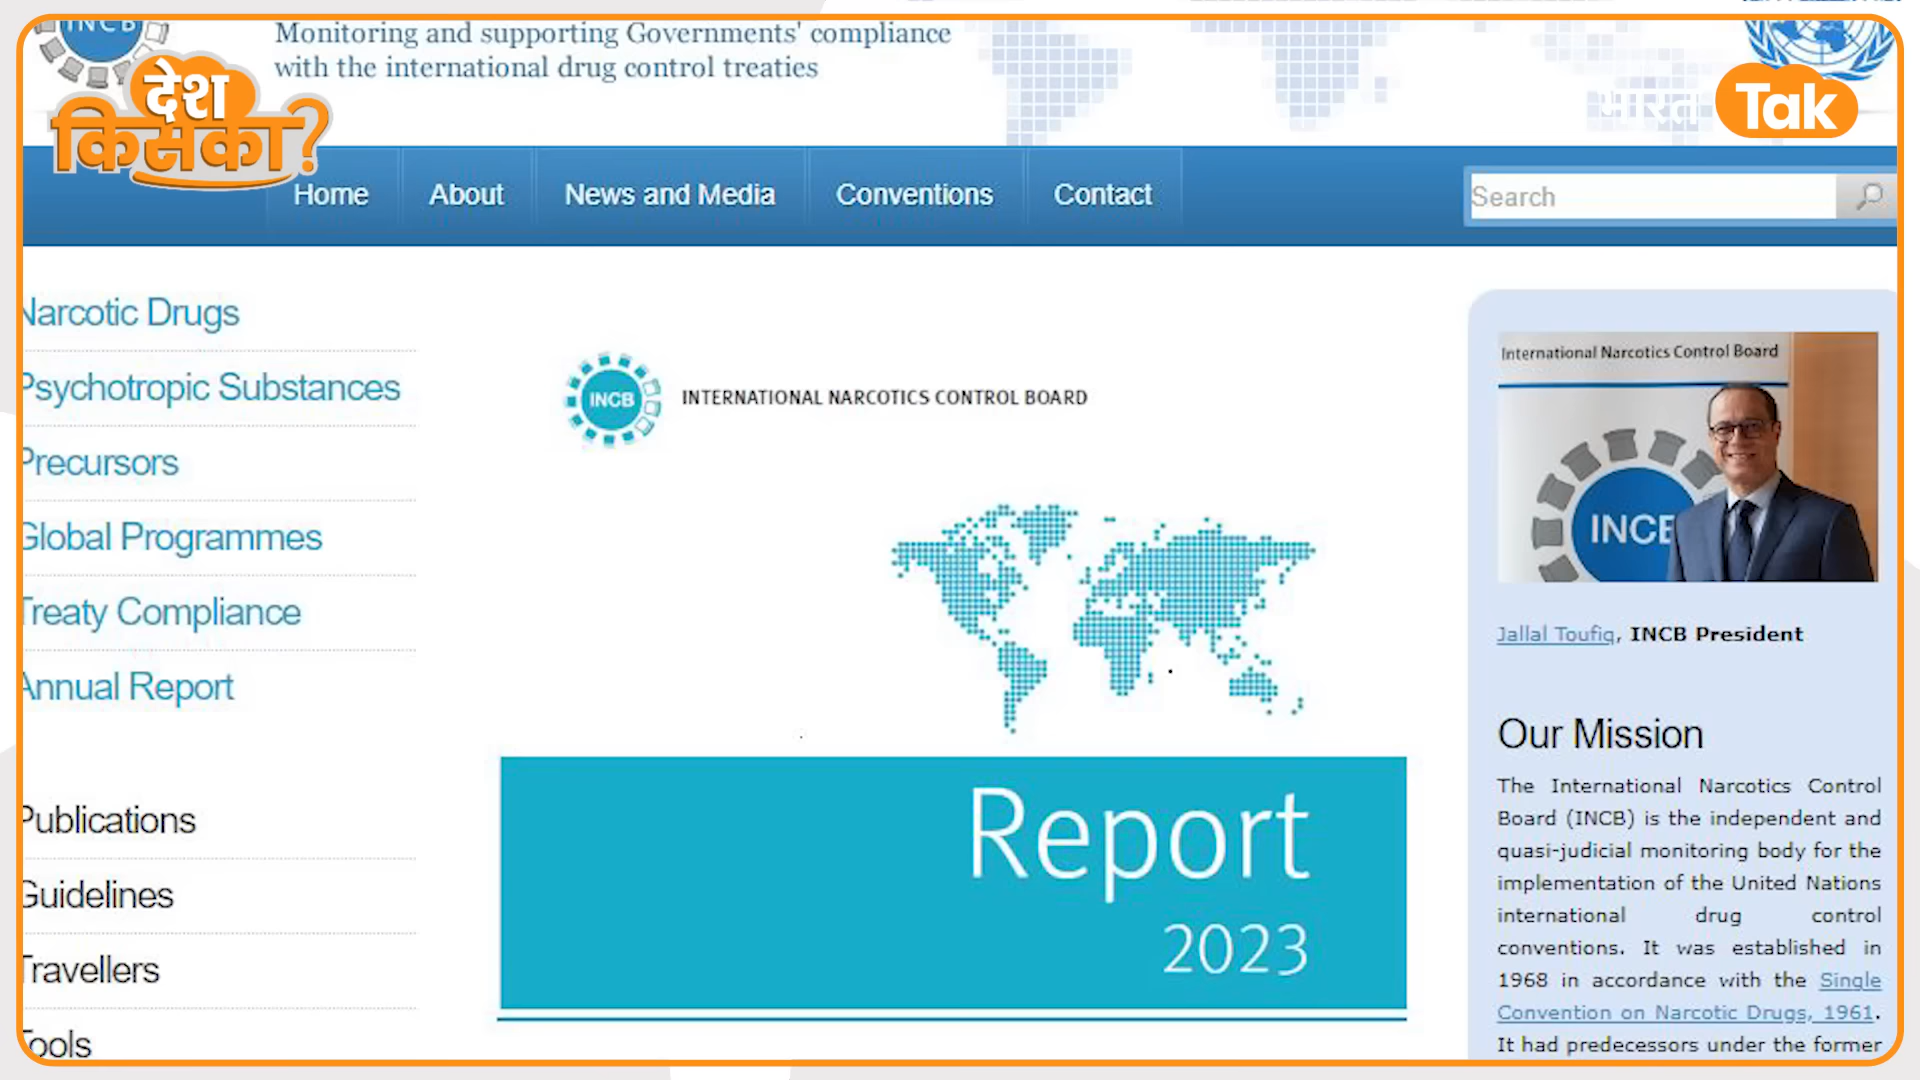 INCB
Monitoring and supporting Governments' compliance
with the international drug control treaties
देश
किसका?
भारत Tak
Home
About
News and Media
Conventions
Contact
Search
Narcotic Drugs
Psychotropic Substances
Precursors
Global Programmes
Treaty Compliance
Annual Report
Publications
Guidelines
Travellers
Tools
INCB
INTERNATIONAL NARCOTICS CONTROL BOARD
Report
2023
International Narcotics Control Board
INCB
Jallal Toufiq, INCB President
Our Mission
The International Narcotics Control
Board (INCB) is the independent and
quasi-judicial monitoring body for the
implementation of the United Nations
international drug control
conventions. It was established in
1968 in accordance with the Single
Convention on Narcotic Drugs, 1961.
It had predecessors under the former